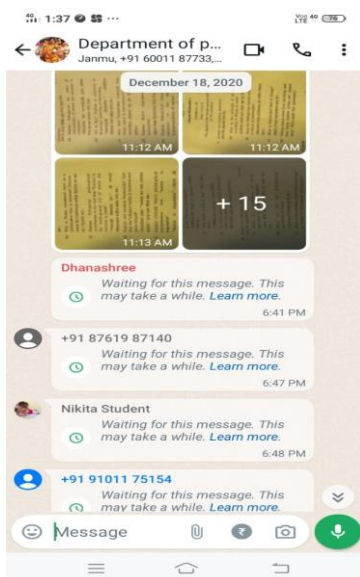 1:37
76
Department of p...
Janmu, +91 60011 87733,...
December 18, 2020
11:12 AM
11:12 AM
11:13 AM
+ 15
Dhanashree
Waiting for this message. This
may take a while. Learn more.
6:41 PM
+91 87619 87140
Waiting for this message. This
may take a while. Learn more.
6:47 PM
Nikita Student
Waiting for this message. This
may take a while. Learn more.
6:48 PM
+91 91011 75154
Waiting for this message. This
may take a while. Learn more.
Message